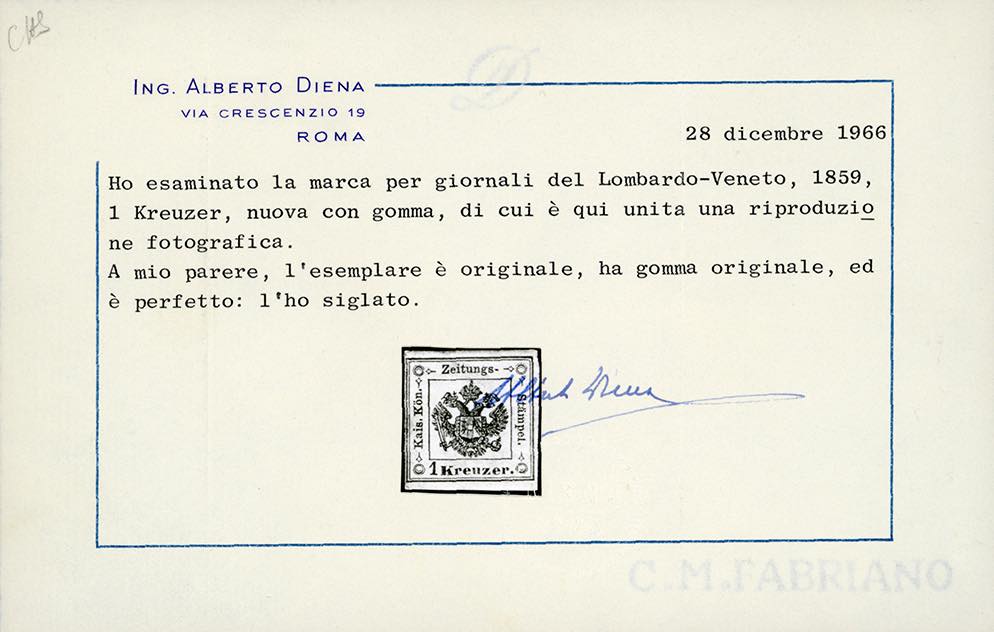 ING. ALBERTO DIENA
VIA CRESCENZIO 19
ROMA
28 dicembre 1966
Ho esaminato la marca per giornali del Lombardo-Veneto, 1859,
1 Kreuzer, nuova con gomma, di cui è qui unita una riproduzio
ne fotografica.
A mio parere, l'esemplare è originale, ha gomma originale, ed
è perfetto: l'ho siglato.
Zeitungs-
Kais. Kön.
Stämpel.
1 Kreuzer.
Alberto Diena
C.M.FABRIANO